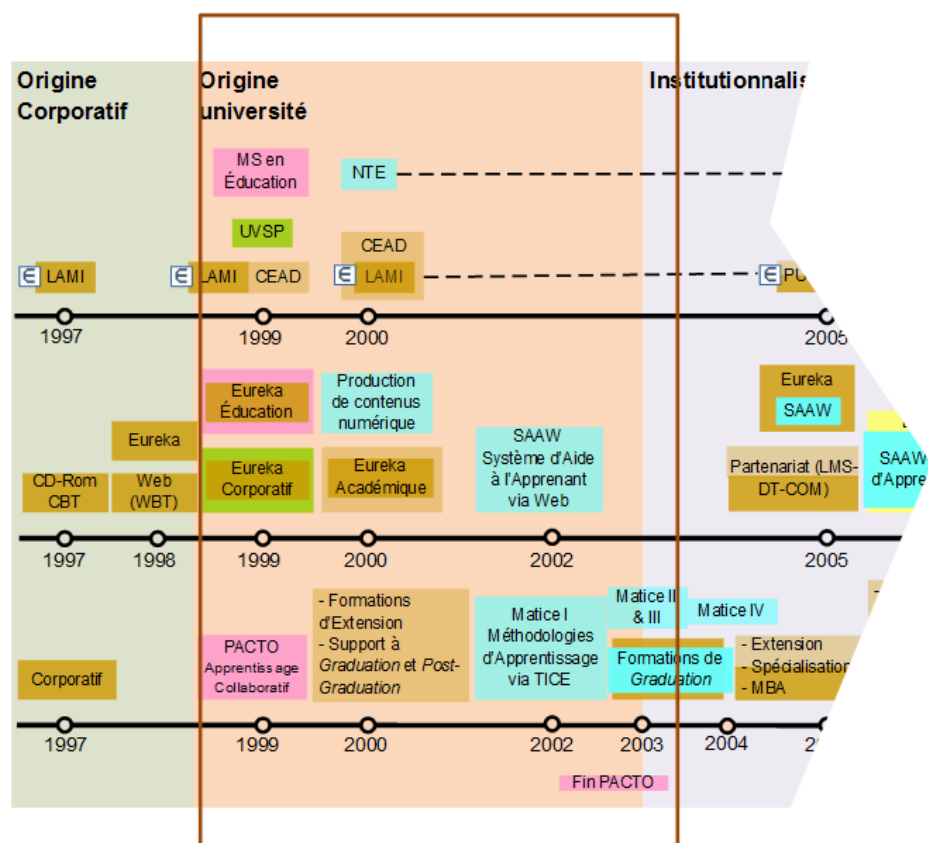 Origine
Corporatif
Origine
université
Institutionnalis
MS en
Éducation
NTE
UVSP
CEAD
∈ LAMI
∈ LAMI CEAD
∈ LAMI
∈ PU
1997
1999
2000
2005
Eureka
Éducation
Production
de contenus
numérique
Eureka
SAAW
Eureka
SAAW
Système d'Aide
à l'Apprenant
via Web
CD-Rom
CBT
Web
(WBT)
Eureka
Corporatif
Eureka
Académique
Partenariat (LMS-
DT-COM)
SAAW
d'Appre
1997
1998
1999
2000
2002
2005
Corporatif
PACTO
Apprentissage
Collaboratif
- Formations
d'Extension
- Support à
Graduation et Post-
Graduation
Matice I
Méthodologies
d'Apprentissage
via TICE
Matice II
& III
Matice IV
Formations de
Graduation
- Extension
- Spécialisation
- MBA
1997
1999
2000
2002
2003
2004
Fin PACTO